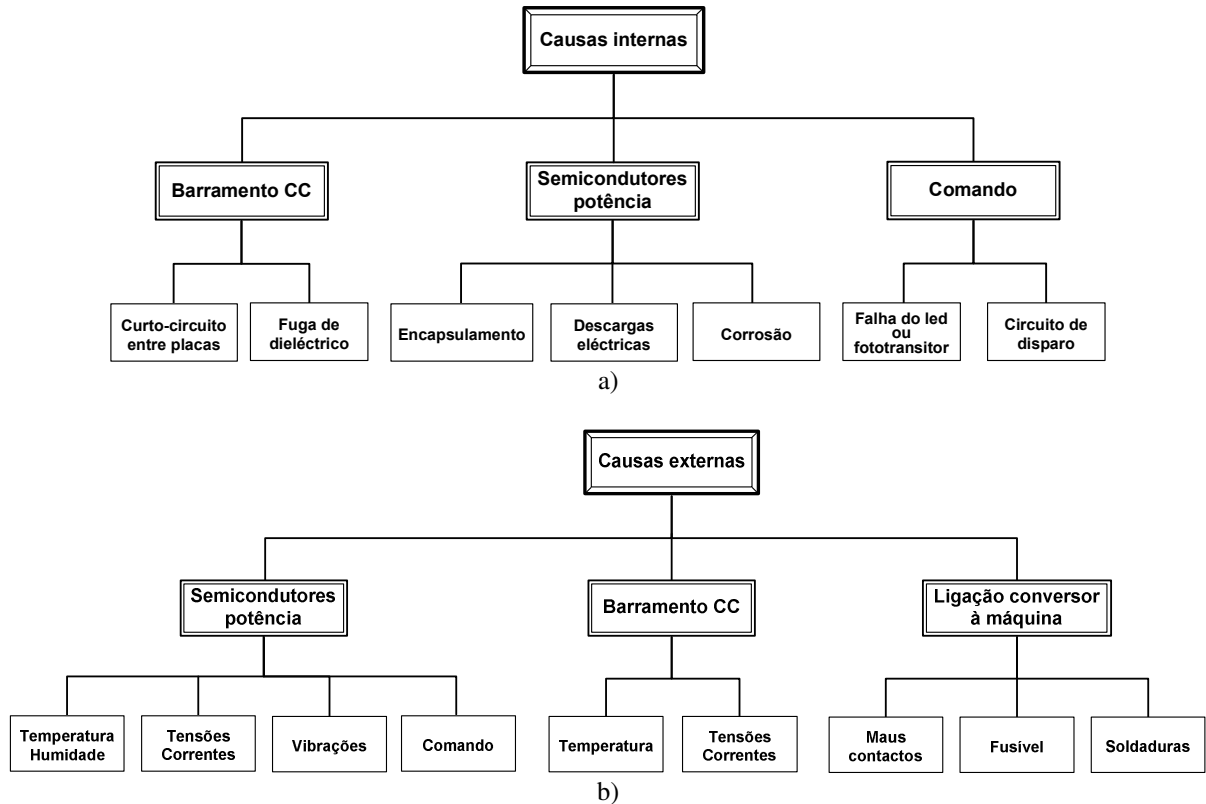 Causas internas
Barramento CC
Semicondutores
potência
Comando
Curto-circuito
entre placas
Fuga de
dieléctrico
Encapsulamento
Descargas
eléctricas
Corrosão
Falha do led
ou
fototransitor
Circuito de
disparo
a)
Causas externas
Semicondutores
potência
Barramento CC
Ligação conversor
à máquina
Temperatura
Humidade
Tensões
Correntes
Vibrações
Comando
Temperatura
Tensões
Correntes
Maus
contactos
Fusível
Soldaduras
b)